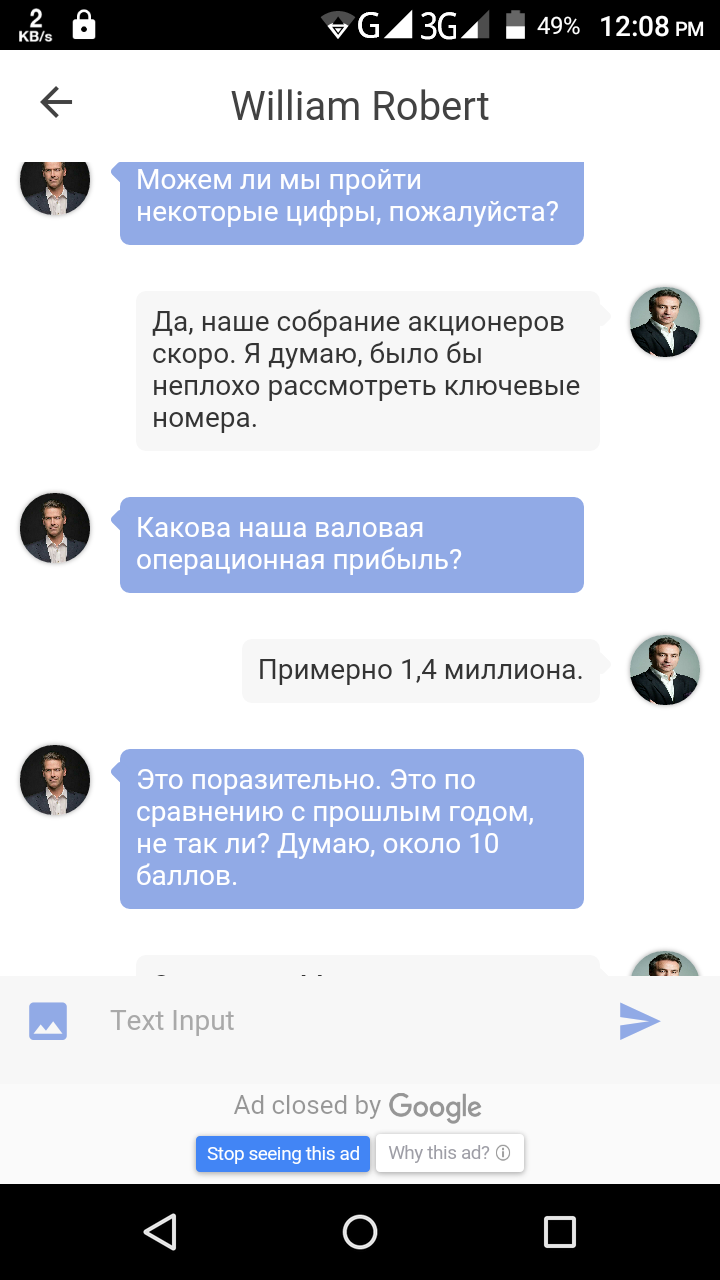 2
KB/s
G
3G
49%
12:08 PM
William Robert
Можем ли мы пройти
некоторые цифры, пожалуйста?
Да, наше собрание акционеров
скоро. Я думаю, было бы
неплохо рассмотреть ключевые
номера.
Какова наша валовая
операционная прибыль?
Примерно 1,4 миллиона.
Это поразительно. Это по
сравнению с прошлым годом,
не так ли? Думаю, около 10
баллов.
Text Input
Ad closed by Google
Stop seeing this ad
Why this ad?